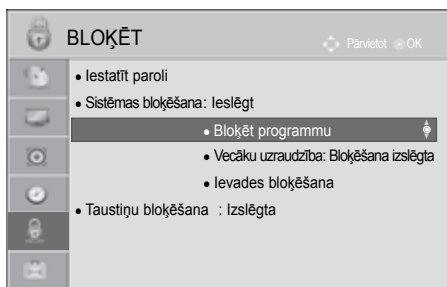 BLOĶĒT
Pārvietot OK
• Iestatīt paroli
• Sistēmas bloķēšana: Ieslēgt
• Bloķēt programmu
• Vecāku uzraudzība: Bloķēšana izslēgta
• Ievades bloķēšana
• Taustiņu bloķēšana : Izslēgta